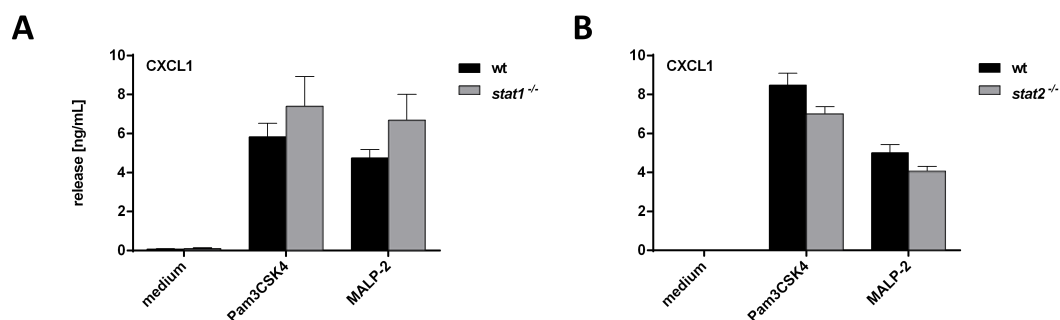 A
CXCL1
wt
stat1 -/-
release [ng/mL]
10
8
6
4
2
0
medium
Pam3CSK4
MALP-2
B
CXCL1
wt
stat2 -/-
10
8
6
4
2
0
medium
Pam3CSK4
MALP-2